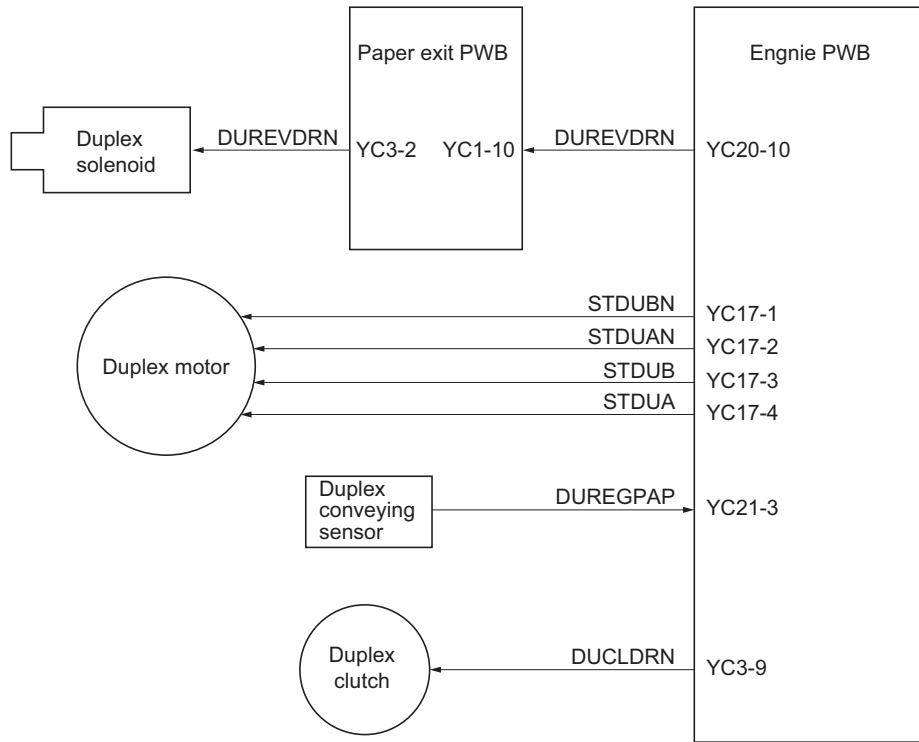 Paper exit PWB
Engnie PWB
Duplex
solenoid
DUREVDRN
YC3-2
YC1-10
DUREVDRN
YC20-10
Duplex motor
STDUBN
YC17-1
STDUAN
YC17-2
STDUB
YC17-3
STDUA
YC17-4
Duplex
conveying
sensor
DUREGPAP
YC21-3
Duplex
clutch
DUCLDRN
YC3-9